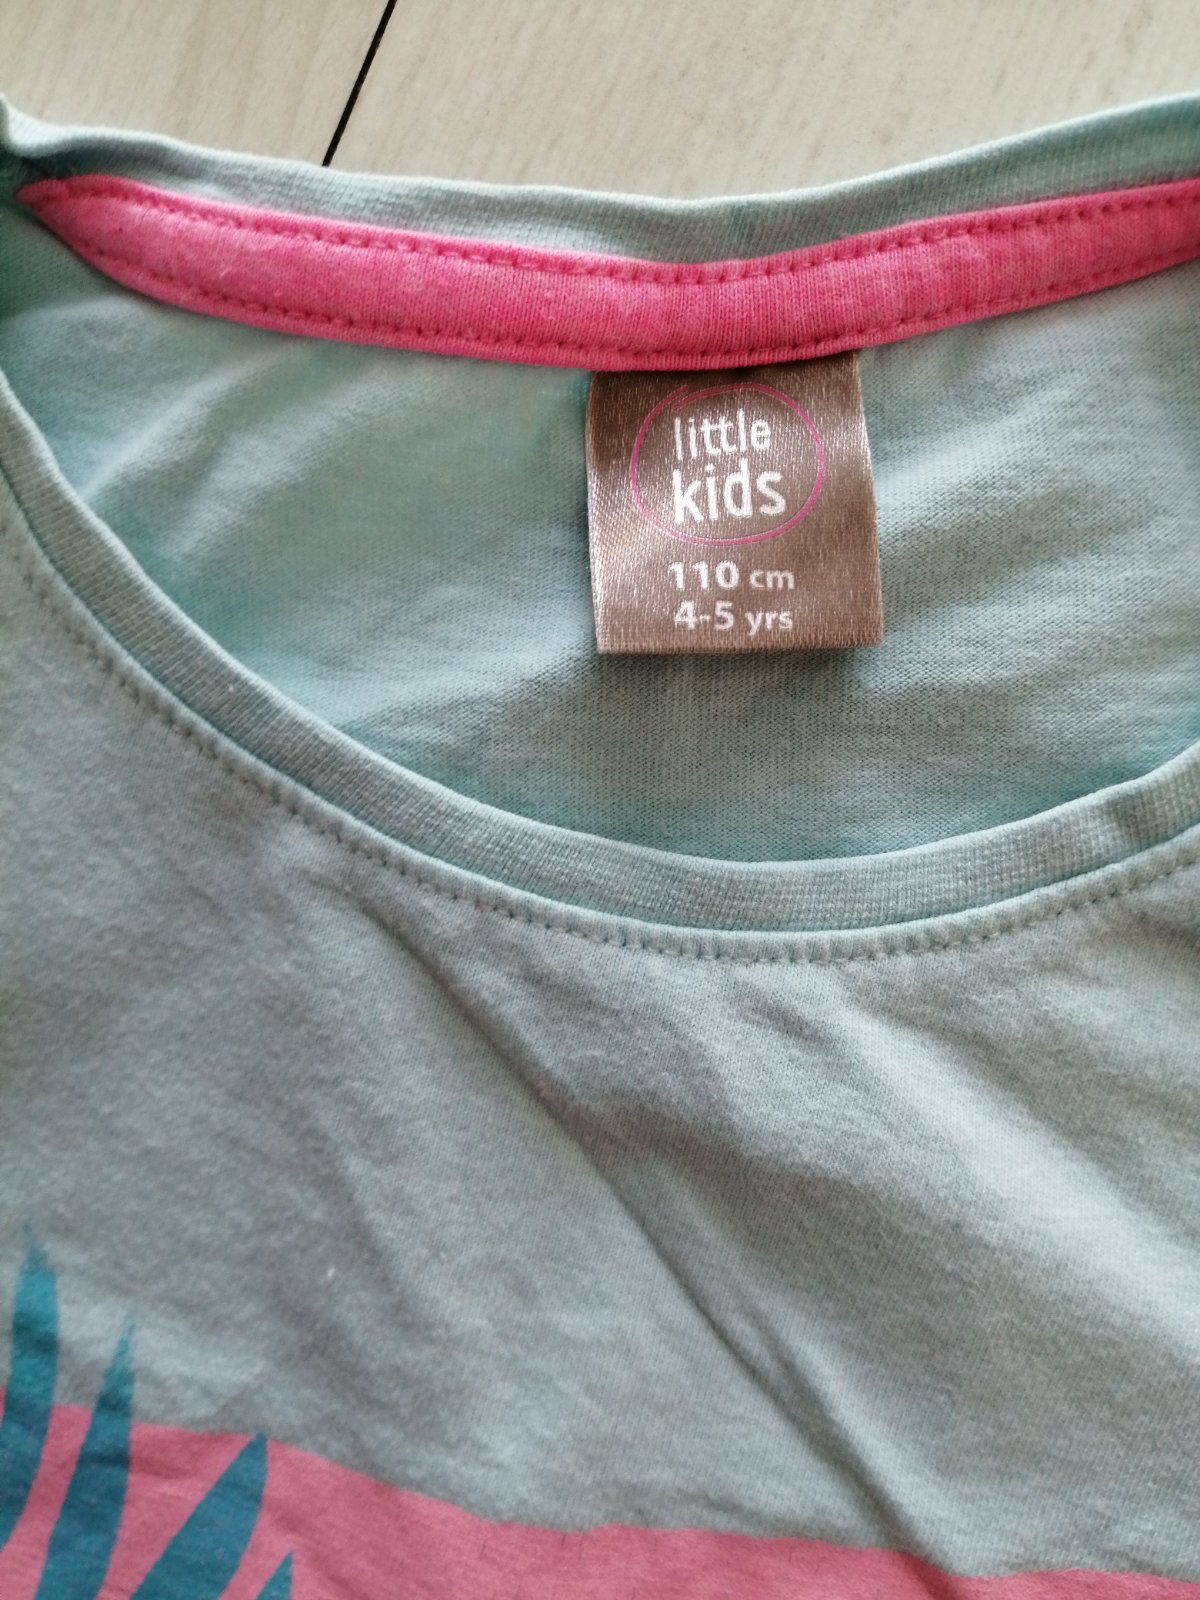 little
kids
110 cm
4-5 yrs